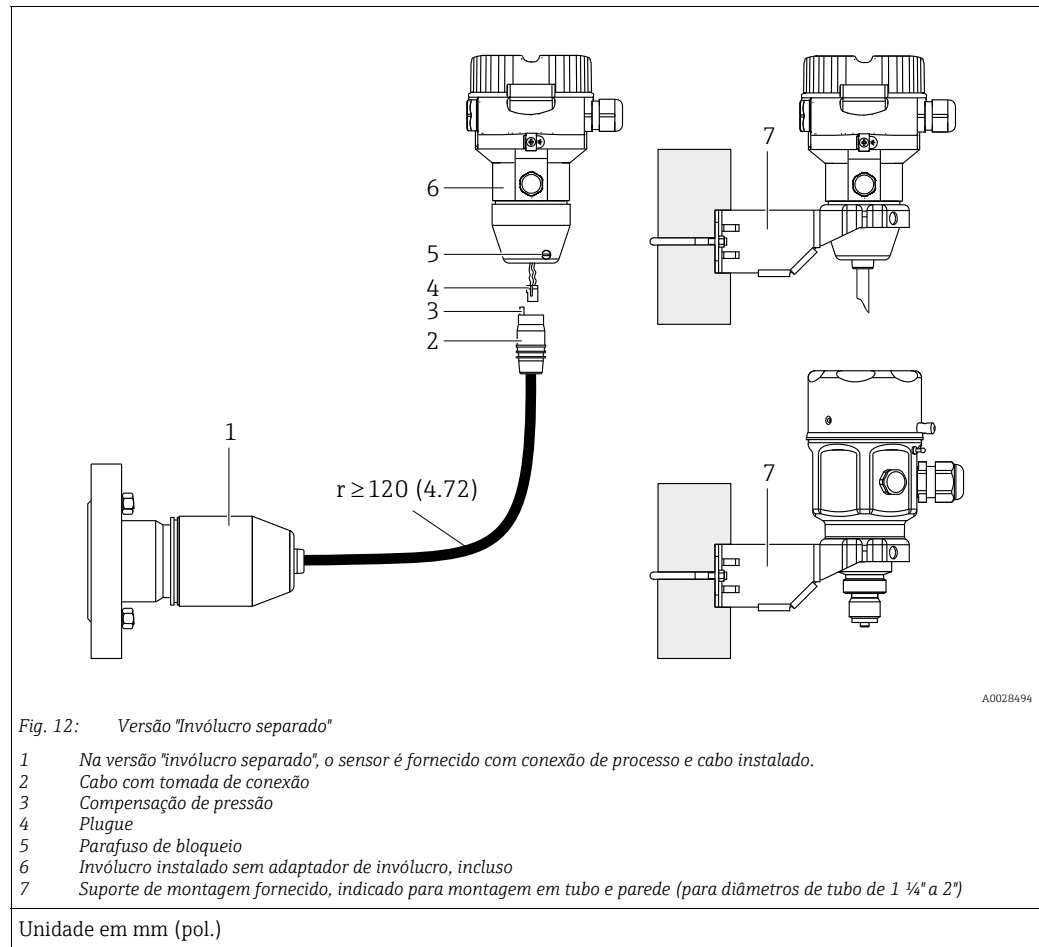 7
6
5
4
3
2
1
r ≥ 120 (4.72)
7
A0028494
Fig. 12: Versão "Invólucro separado"
1 Na versão "invólucro separado", o sensor é fornecido com conexão de processo e cabo instalado.
2 Cabo com tomada de conexão
3 Compensação de pressão
4 Plugue
5 Parafuso de bloqueio
6 Invólucro instalado sem adaptador de invólucro, incluso
7 Suporte de montagem fornecido, indicado para montagem em tubo e parede (para diâmetros de tubo de 1 ¼" a 2")
Unidade em mm (pol.)